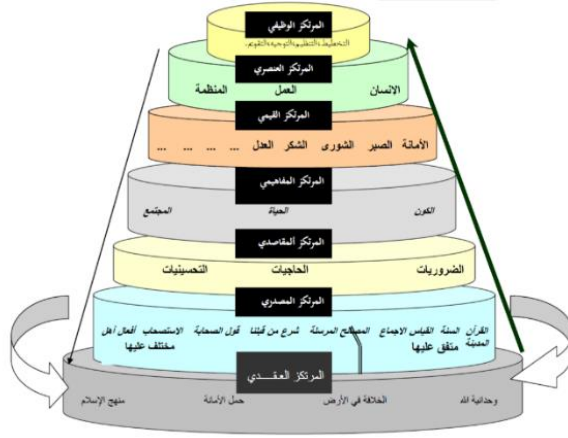 المرتكز الوظيفي
التخطيط، التنظيم، التوجيه، التقويم.
المرتكز العنصري
الانسان العمل المنظمة
المرتكز القيمي
الأمانة الصبر الشورى الشكر العدل ... ... ... ...
المرتكز المفاهيمي
الكون الحياة المجتمع
المرتكز ألمقاصدي
الضروريات الحاجيات التحسينيات
المرتكز المصدري
القرآن السنة القياس الاجماع المصالح المرسلة شرع من قبلنا قول الصحابة الاستصحاب أفعال أهل
المدينة متفق عليها مختلف عليها
المرتكز العقـــدي
وحدانية الله الخلافة في الأرض حمل الأمانة منهج الإسلام